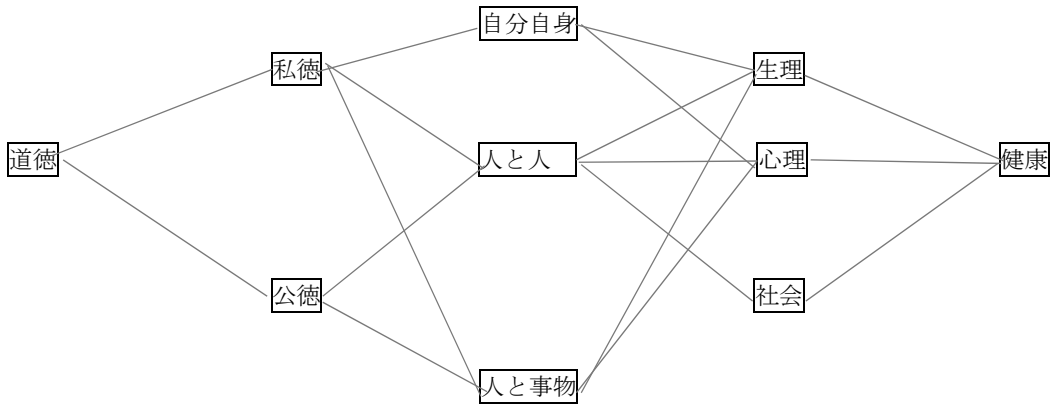 自分自身
私徳
生理
道徳
人と人
心理
健康
公徳
社会
人と事物